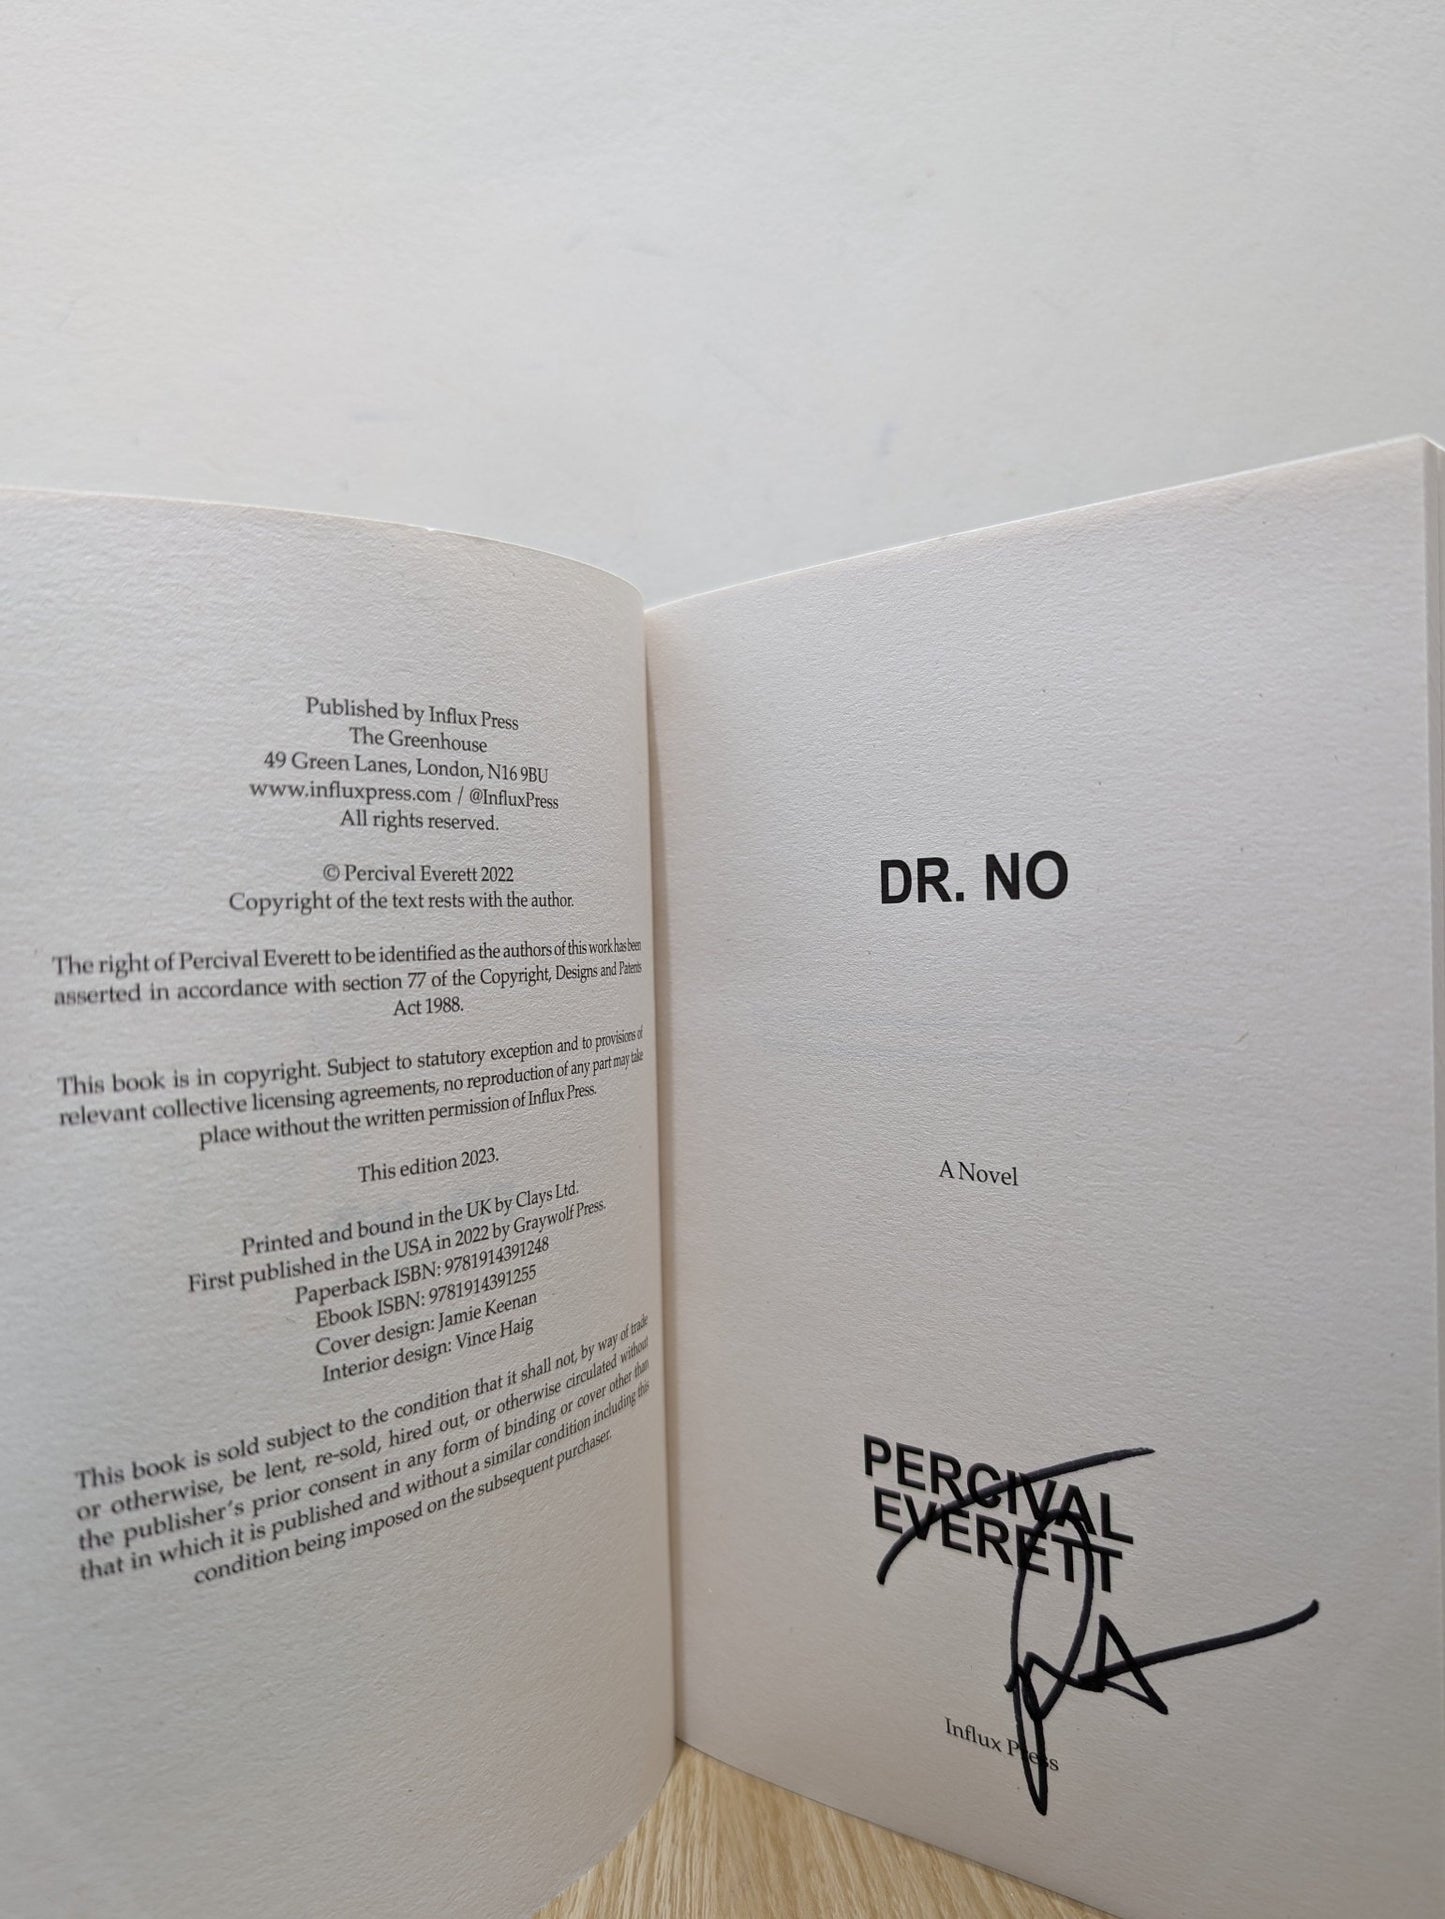 Published by Influx Press
The Greenhouse
49 Green Lanes, London, N16 9BU
www.influxpress.com / @InfluxPress
All rights reserved.
© Percival Everett 2022
Copyright of the text rests with the author.
The right of Percival Everett to be identified as the authors of this work has been
asserted in accordance with section 77 of the Copyright, Designs and Patents
Act 1988.
This book is in copyright. Subject to statutory exception and to provisions of
relevant collective licensing agreements, no reproduction of any part may take
place without the written permission of Influx Press.
This edition 2023.
Printed and bound in the UK by Clays Ltd.
First published in the USA in 2022 by Graywolf Press.
Paperback ISBN: 9781914391248
Ebook ISBN: 9781914391255
Cover design: Jamie Keenan
Interior design: Vince Haig
This book is sold subject to the condition that it shall not, by way of trade
or otherwise, be lent, re-sold, hired out, or otherwise circulated without
the publisher's prior consent in any form of binding or cover other than
that in which it is published and without a similar condition including this
condition being imposed on the subsequent purchaser.
DR. NO
A Novel
PERCIVAL
EVERETT
Influx Press